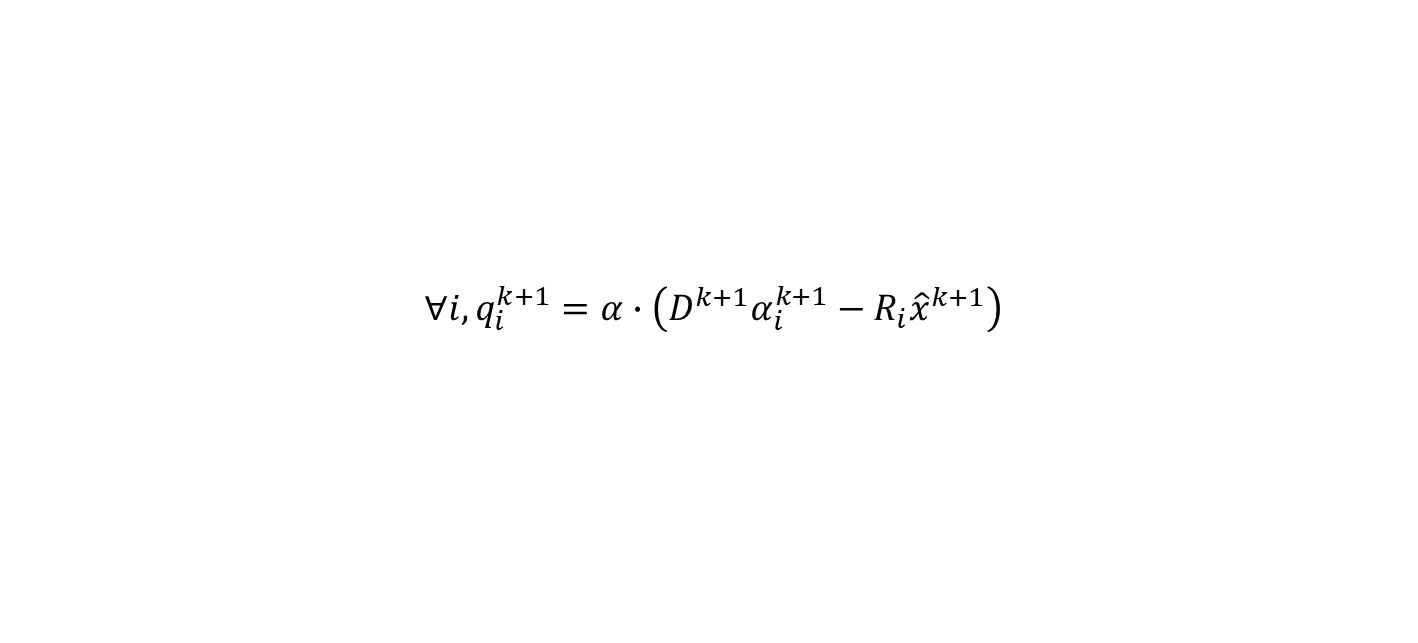 ∀i, q_i^{k+1} = α · (D^{k+1} α_i^{k+1} − R_i x̂^{k+1})